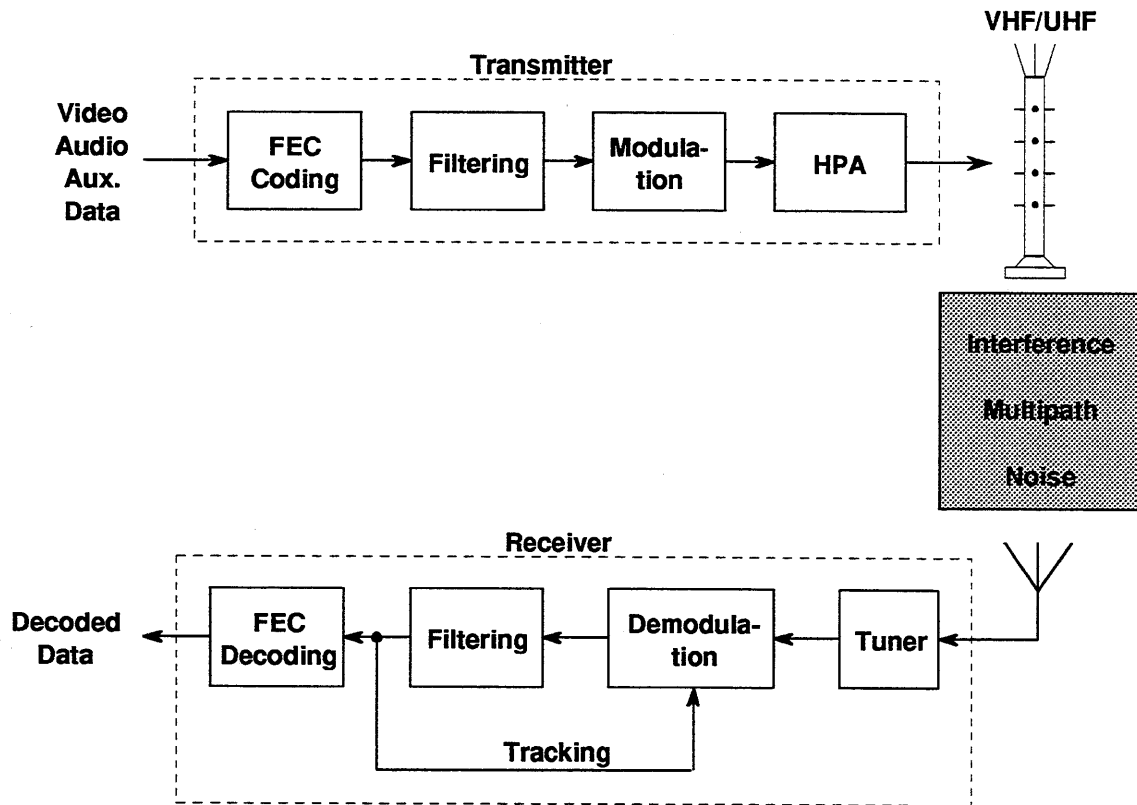 VHF/UHF
Transmitter
Video
Audio
Aux.
Data
FEC
Coding
Filtering
Modula-
tion
HPA
Interference
Multipath
Noise
Receiver
Decoded
Data
FEC
Decoding
Filtering
Demodula-
tion
Tuner
Tracking